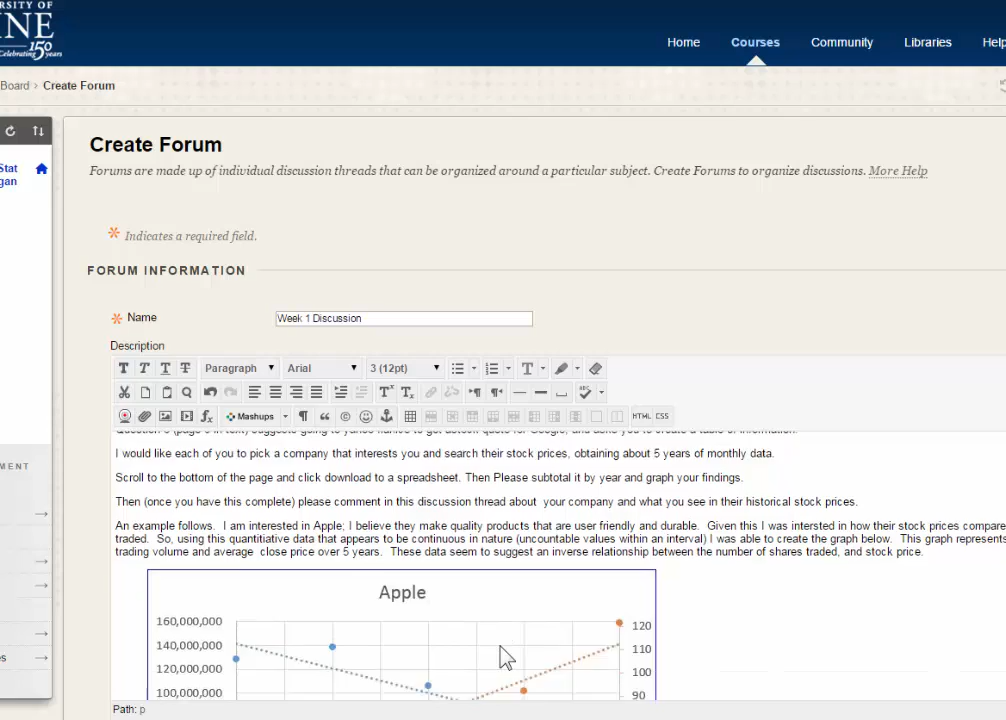 RSITY OF
NE
Celebrating 150 years
Home
Courses
Community
Libraries
Help
Board › Create Forum
Stat
gan
Create Forum
Forums are made up of individual discussion threads that can be organized around a particular subject. Create Forums to organize discussions. More Help
* Indicates a required field.
FORUM INFORMATION
* Name
Week 1 Discussion
Description
T T T T Paragraph Arial 3 (12pt)
Mashups
HTML CSS
I would like each of you to pick a company that interests you and search their stock prices, obtaining about 5 years of monthly data.
Scroll to the bottom of the page and click download to a spreadsheet. Then Please subtotal it by year and graph your findings.
Then (once you have this complete) please comment in this discussion thread about your company and what you see in their historical stock prices.
An example follows. I am interested in Apple; I believe they make quality products that are user friendly and durable. Given this I was intersted in how their stock prices compare
traded. So, using this quantitative data that appears to be continuous in nature (uncountable values within an interval) I was able to create the graph below. This graph represents
trading volume and average close price over 5 years. These data seem to suggest an inverse relationship between the number of shares traded, and stock price.
Apple
160,000,000
140,000,000
120,000,000
100,000,000
120
110
100
90
MENT
s
Path: p